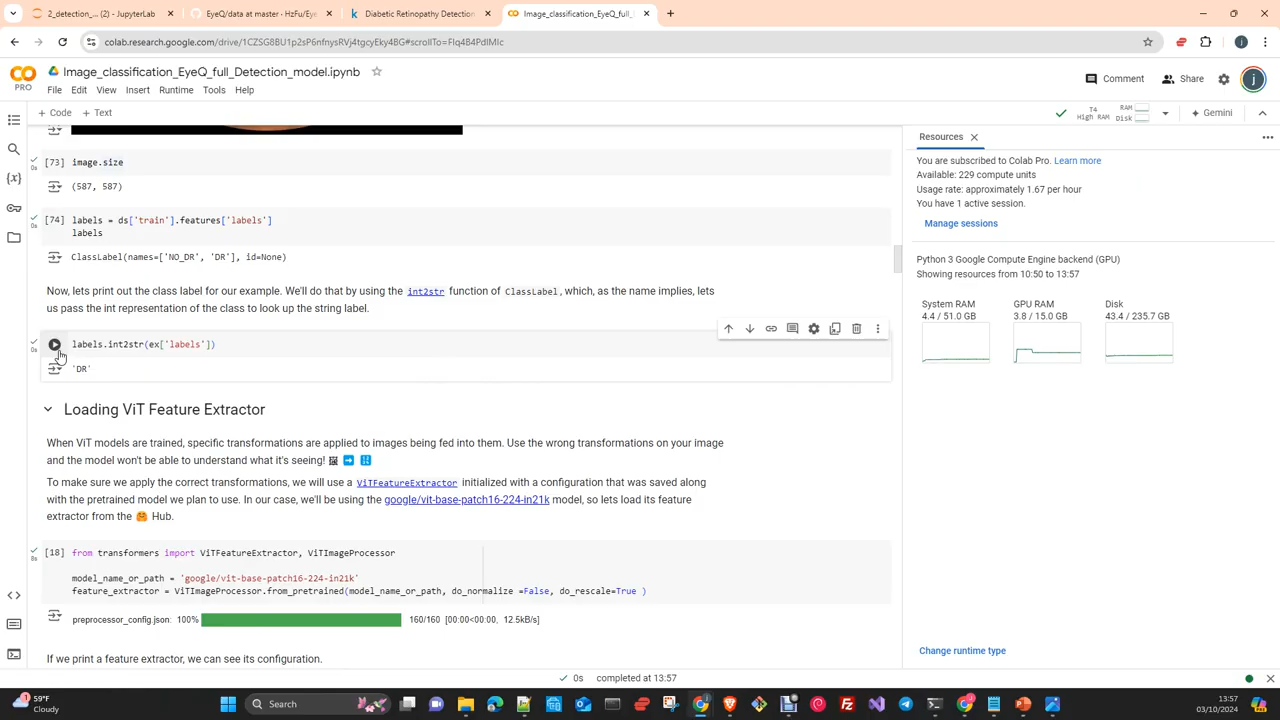 2_detection_... (2) - JupyterLab
EyeQ/data at master · HzFu/Eye
Diabetic Retinopathy Detection
Image_classification_EyeQ_full_
colab.research.google.com/drive/1CZSG8BU1p2sP6nfnysRVj4tgcyEky4BG#scrollTo=Flq4B4PdIMlc
PRO
Image_classification_EyeQ_full_Detection_model.ipynb
File Edit View Insert Runtime Tools Help
Comment
Share
+ Code + Text
T4 High RAM
RAM
Disk
Gemini
[73] image.size
(587, 587)
[74] labels = ds['train'].features['labels']
labels
ClassLabel(names=['NO_DR', 'DR'], id=None)
Now, lets print out the class label for our example. We'll do that by using the int2str function of ClassLabel, which, as the name implies, lets
us pass the int representation of the class to look up the string label.
labels.int2str(ex['labels'])
'DR'
Loading ViT Feature Extractor
When ViT models are trained, specific transformations are applied to images being fed into them. Use the wrong transformations on your image
and the model won't be able to understand what it's seeing! 🖼 ➡️ 🔢
To make sure we apply the correct transformations, we will use a ViTFeatureExtractor initialized with a configuration that was saved along
with the pretrained model we plan to use. In our case, we'll be using the google/vit-base-patch16-224-in21k model, so lets load its feature
extractor from the 🤗 Hub.
[18] from transformers import ViTFeatureExtractor, ViTImageProcessor
model_name_or_path = 'google/vit-base-patch16-224-in21k'
feature_extractor = ViTImageProcessor.from_pretrained(model_name_or_path, do_normalize =False, do_rescale=True )
preprocessor_config.json: 100% 160/160 [00:00<00:00, 12.5kB/s]
If we print a feature extractor, we can see its configuration.
Resources
You are subscribed to Colab Pro. Learn more
Available: 229 compute units
Usage rate: approximately 1.67 per hour
You have 1 active session.
Manage sessions
Python 3 Google Compute Engine backend (GPU)
Showing resources from 10:50 to 13:57
System RAM
4.4 / 51.0 GB
GPU RAM
3.8 / 15.0 GB
Disk
43.4 / 235.7 GB
Change runtime type
0s completed at 13:57
59°F
Cloudy
Search
13:57
03/10/2024